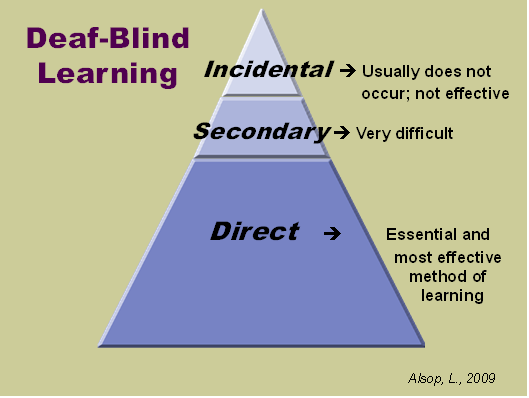 Deaf-Blind
Learning
Incidental → Usually does not
occur; not effective
Secondary → Very difficult
Direct → Essential and
most effective
method of
learning
Alsop, L., 2009